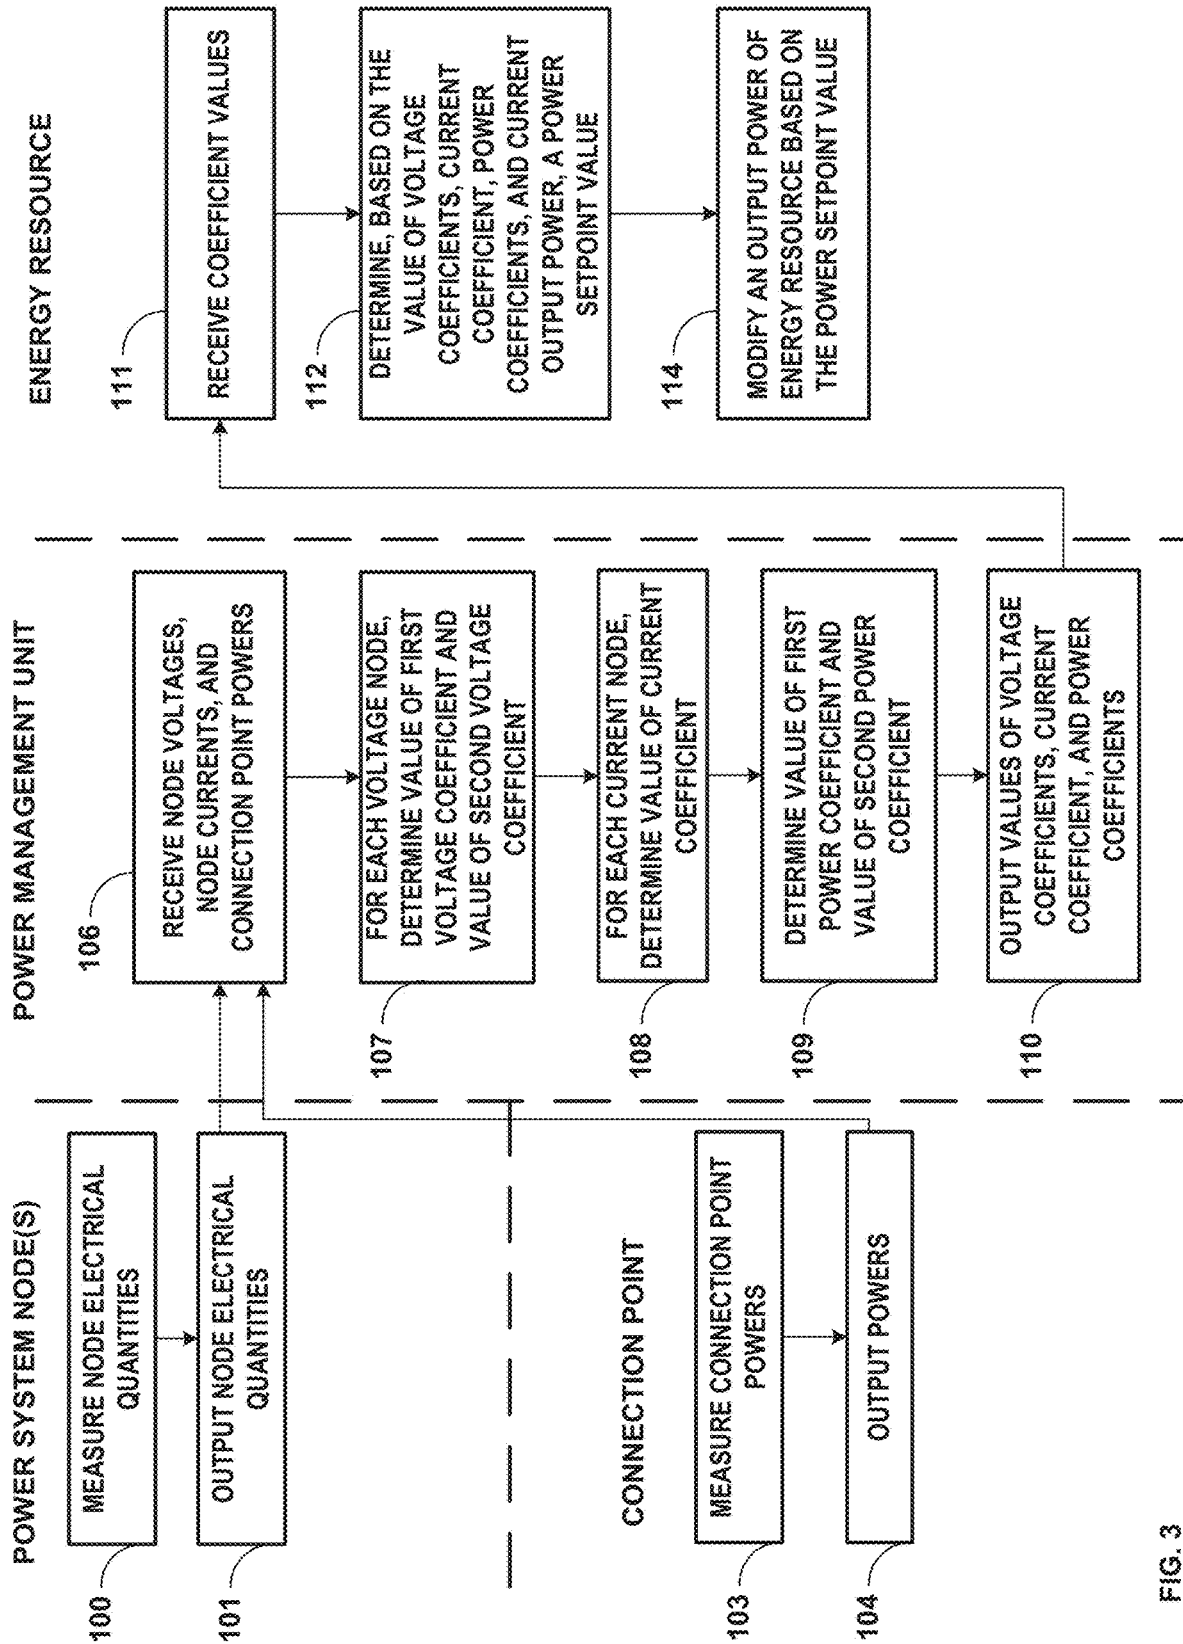 POWER SYSTEM NODE(S)
100
MEASURE NODE ELECTRICAL
QUANTITIES
101
OUTPUT NODE ELECTRICAL
QUANTITIES
CONNECTION POINT
103
MEASURE CONNECTION POINT
POWERS
104
OUTPUT POWERS
POWER MANAGEMENT UNIT
106
RECEIVE NODE VOLTAGES,
NODE CURRENTS, AND
CONNECTION POINT POWERS
107
FOR EACH VOLTAGE NODE,
DETERMINE VALUE OF FIRST
VOLTAGE COEFFICIENT AND
VALUE OF SECOND VOLTAGE
COEFFICIENT
108
FOR EACH CURRENT NODE,
DETERMINE VALUE OF CURRENT
COEFFICIENT
109
DETERMINE VALUE OF FIRST
POWER COEFFICIENT AND
VALUE OF SECOND POWER
COEFFICIENT
110
OUTPUT VALUES OF VOLTAGE
COEFFICIENTS, CURRENT
COEFFICIENT, AND POWER
COEFFICIENTS
ENERGY RESOURCE
111
RECEIVE COEFFICIENT VALUES
112
DETERMINE, BASED ON THE
VALUE OF VOLTAGE
COEFFICIENTS, CURRENT
COEFFICIENT, POWER
COEFFICIENTS, AND CURRENT
OUTPUT POWER, A POWER
SETPOINT VALUE
114
MODIFY AN OUTPUT POWER OF
ENERGY RESOURCE BASED ON
THE POWER SETPOINT VALUE
FIG. 3